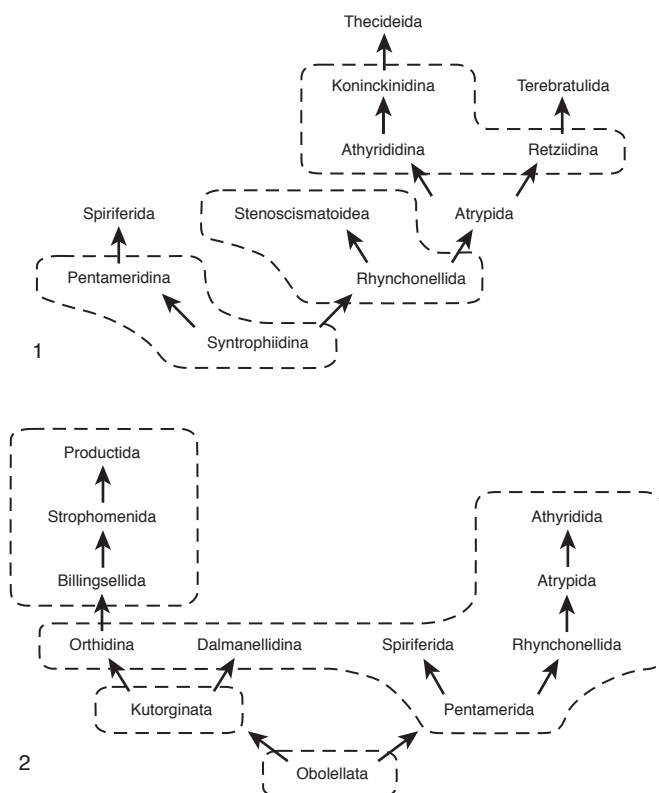 Thecideida
Koninckinidina Terebratulida
Athyrididina Retziidina
Spiriferida Stenoscismatoidea Atrypida
Pentameridina Rhynchonellida
Syntrophiidina
1
Productida
Strophomenida Athyridida
Billingsellida Atrypida
Orthidina Dalmanellidina Spiriferida Rhynchonellida
Kutorginata Pentamerida
2
Obolellata